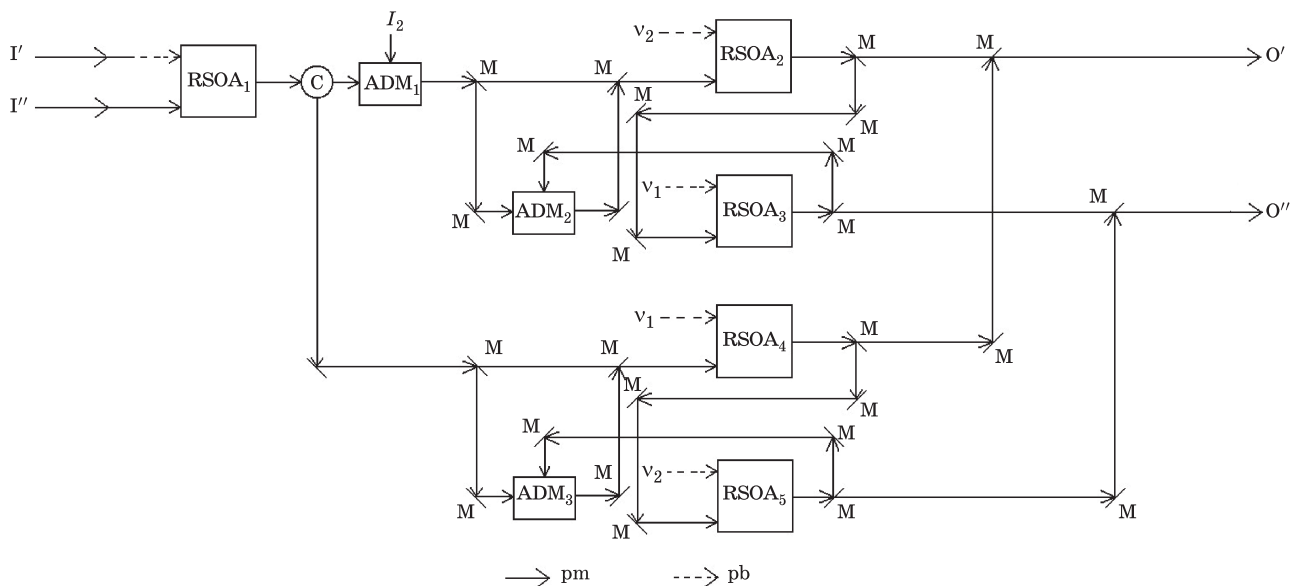 I₂
ν₂
I′
RSOA₁
C
ADM₁
M
M
RSOA₂
M
M
O′
I″
M
M
M
M
ν₁
ADM₂
M
RSOA₃
M
M
O″
M
ν₁
RSOA₄
M
M
M
M
M
M
M
M
M
ν₂
ADM₃
M
RSOA₅
M
M
M
M
pm
pb